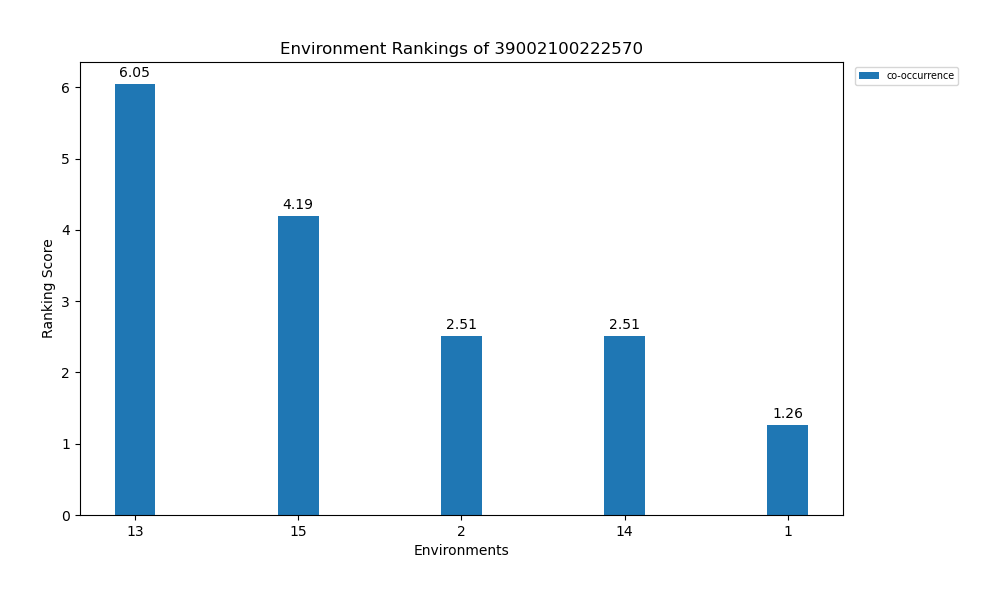 Environment Rankings of 39002100222570
co-occurrence
6.05
4.19
2.51
2.51
1.26
Ranking Score
6
5
4
3
2
1
0
13 15 2 14 1
Environments